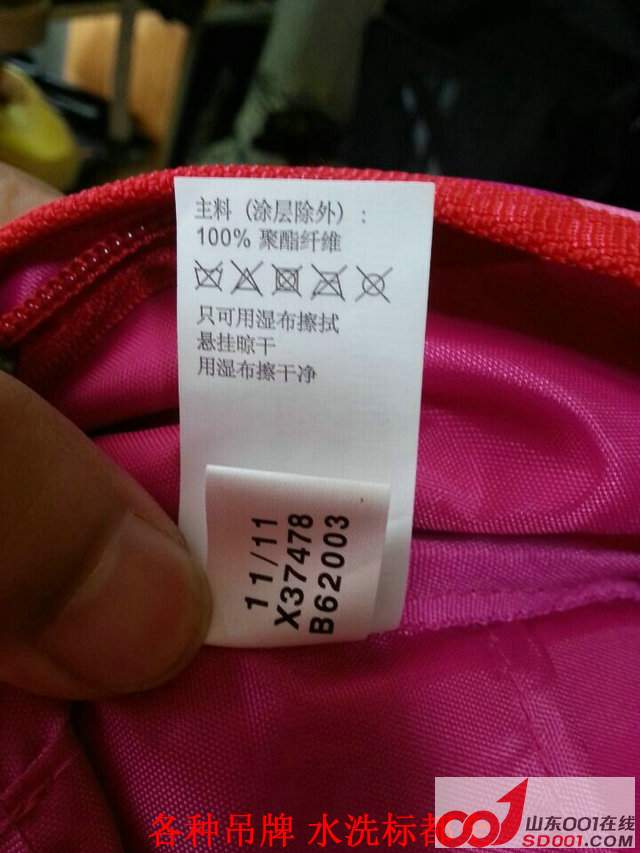 主料（涂层除外）：
100% 聚酯纤维
只可用湿布擦拭
悬挂晾干
用湿布擦干净
11/11
X37478
B62003
各种吊牌 水洗标都
001
山东001在线
SD001.COM